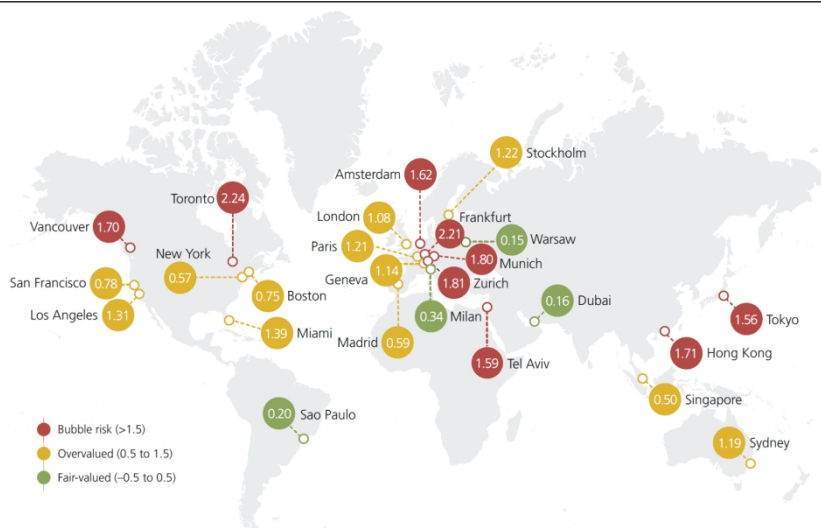 1.22 Stockholm
Amsterdam 1.62
Toronto 2.24
London 1.08
Frankfurt
2.21
Vancouver 1.70
0.15 Warsaw
Paris 1.21
New York
0.57
1.80 Munich
Geneva 1.14
San Francisco 0.78
1.81 Zurich
0.75 Boston
0.16 Dubai
Los Angeles 1.31
0.34 Milan
1.56 Tokyo
1.39 Miami
Madrid 0.59
1.71 Hong Kong
1.59 Tel Aviv
0.50 Singapore
0.20 Sao Paulo
1.19 Sydney
Bubble risk (>1.5)
Overvalued (0.5 to 1.5)
Fair-valued (–0.5 to 0.5)